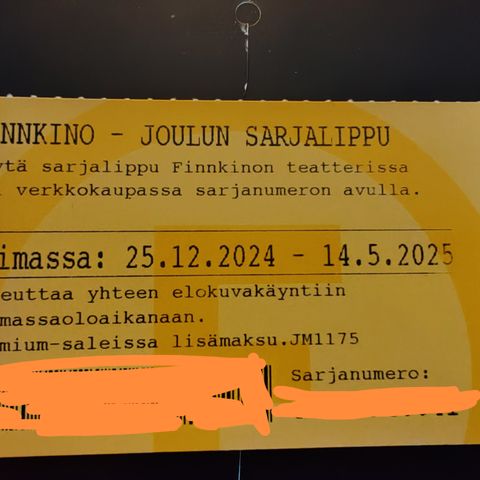 NNKINO - JOULUN SARJALIPPU
ytä sarjalippu Finnkinon teatterissa
verkkokaupassa sarjanumeron avulla.
imassa: 25.12.2024 - 14.5.2025
euttaa yhteen elokuvakäyntiin
massaoloaikanaan.
mium-saleissa lisämaksu.JM1175
Sarjanumero: